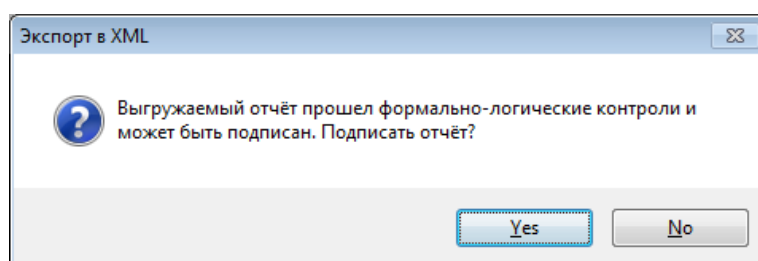 Экспорт в XML
Выгружаемый отчёт прошел формально-логические контроли и
может быть подписан. Подписать отчёт?
Yes
No